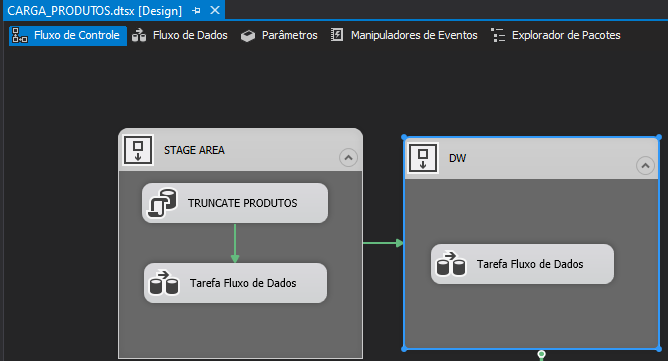 CARGA_PRODUTOS.dtsx [Design]
Fluxo de Controle Fluxo de Dados Parâmetros Manipuladores de Eventos Explorador de Pacotes
STAGE AREA
DW
TRUNCATE PRODUTOS
Tarefa Fluxo de Dados
Tarefa Fluxo de Dados